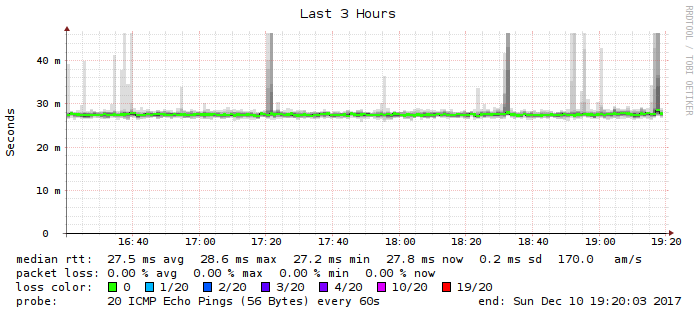 Last 3 Hours
RRDTOOL / TOBI OETIKER
Seconds
40 m
30 m
20 m
10 m
0
16:40 17:00 17:20 17:40 18:00 18:20 18:40 19:00 19:20
median rtt: 27.5 ms avg 28.6 ms max 27.2 ms min 27.8 ms now 0.2 ms sd 170.0 am/s
packet loss: 0.00 % avg 0.00 % max 0.00 % min 0.00 % now
loss color: 0 1/20 2/20 3/20 4/20 10/20 19/20
probe: 20 ICMP Echo Pings (56 Bytes) every 60s end: Sun Dec 10 19:20:03 2017